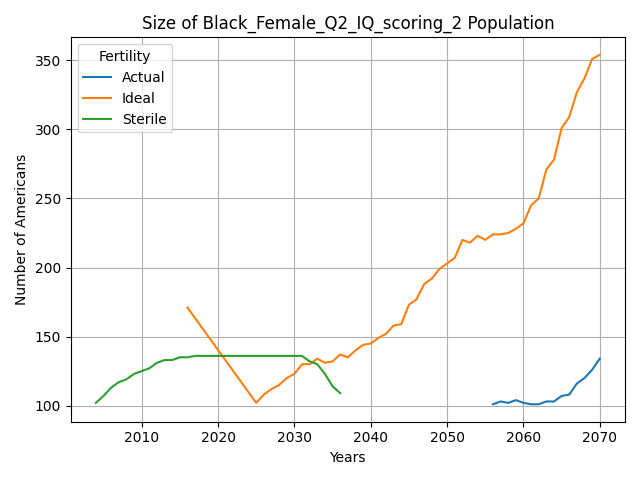 Size of Black_Female_Q2_IQ_scoring_2 Population
Fertility
Actual
Ideal
Sterile
Number of Americans
350
300
250
200
150
100
2010
2020
2030
2040
2050
2060
2070
Years